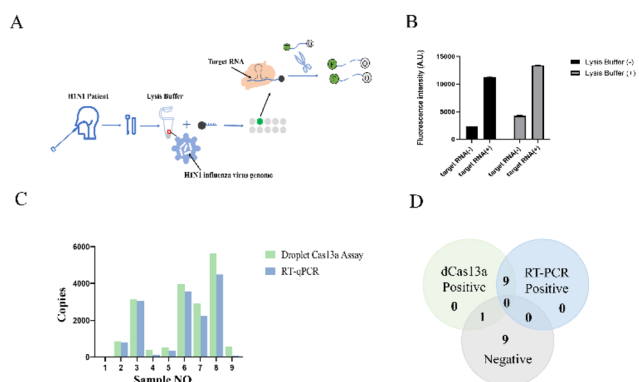 A
Target RNA
H1N1 Patient
Lysis Buffer
+
H1N1 influenza virus genome
B
Fluorescence intensity (A.U.)
15000
10000
5000
0
target RNA(-)
target RNA(+)
target RNA(-)
target RNA(+)
Lysis Buffer (-)
Lysis Buffer (+)
C
Copies
6000
4000
2000
0
1 2 3 4 5 6 7 8 9
Sample NO
Droplet Cas13a Assay
RT-qPCR
D
dCas13a
Positive
9
RT-PCR
Positive
0
0
0
1
0
9
Negative